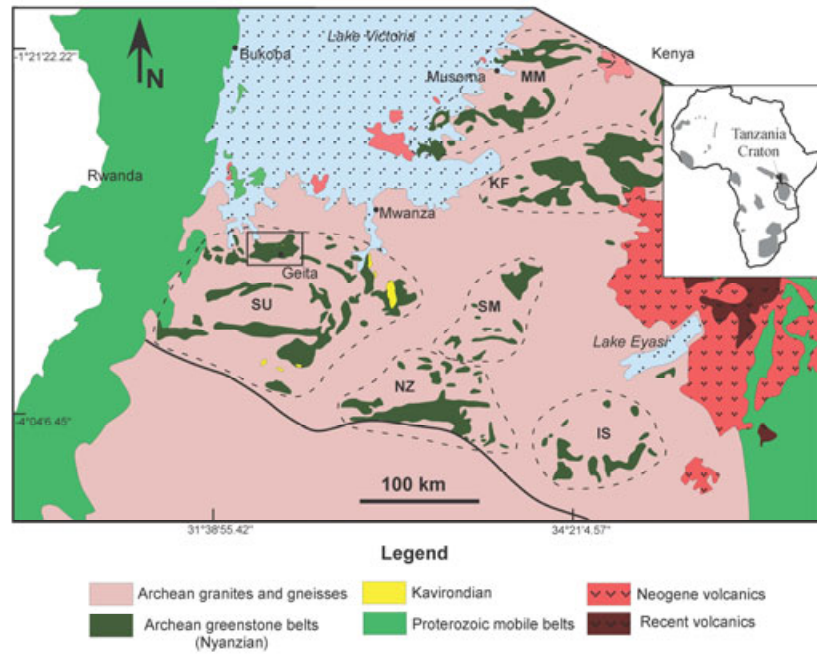 Lake Victoria
-1°21'22.22"
Bukoba
Kenya
N
Musoma
MM
Tanzania
Craton
Rwanda
KF
Mwanza
Geita
SU
SM
Lake Eyasi
NZ
-4°04'6.45"
IS
100 km
31°38'55.42"
34°21'4.57"
Legend
Archean granites and gneisses
Kavirondian
Neogene volcanics
Archean greenstone belts
(Nyanzian)
Proterozoic mobile belts
Recent volcanics